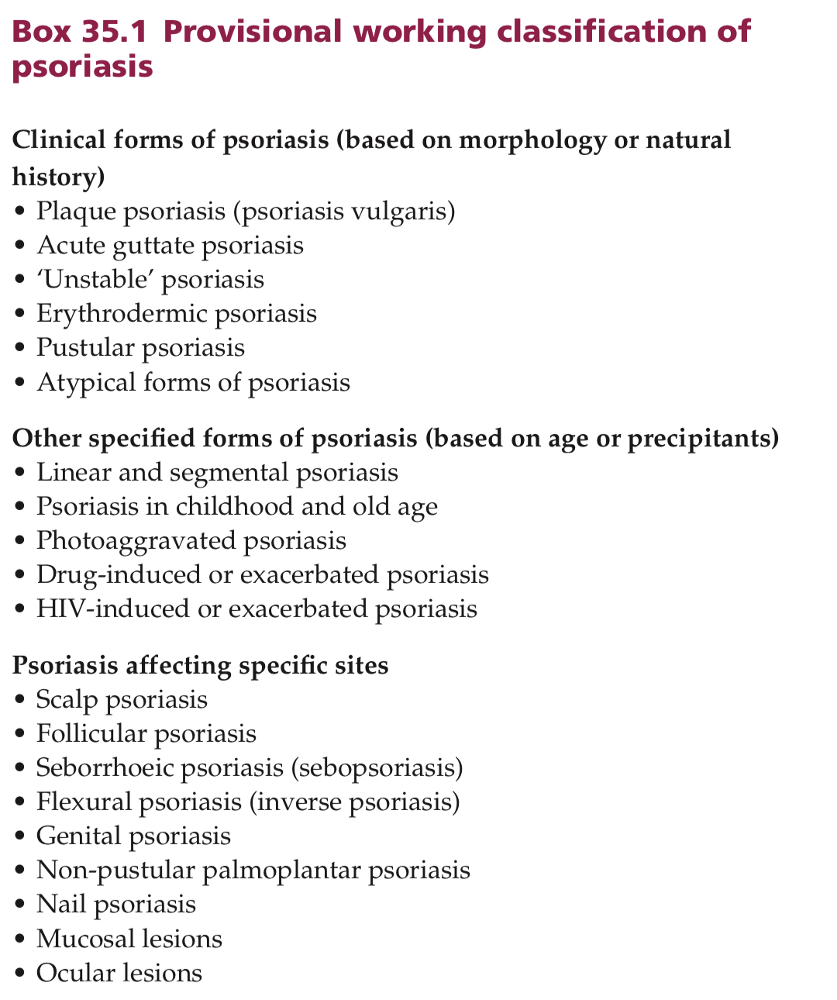 Box 35.1 Provisional working classification of
psoriasis
Clinical forms of psoriasis (based on morphology or natural
history)
• Plaque psoriasis (psoriasis vulgaris)
• Acute guttate psoriasis
• ‘Unstable’ psoriasis
• Erythrodermic psoriasis
• Pustular psoriasis
• Atypical forms of psoriasis
Other specified forms of psoriasis (based on age or precipitants)
• Linear and segmental psoriasis
• Psoriasis in childhood and old age
• Photoaggravated psoriasis
• Drug-induced or exacerbated psoriasis
• HIV-induced or exacerbated psoriasis
Psoriasis affecting specific sites
• Scalp psoriasis
• Follicular psoriasis
• Seborrhoeic psoriasis (sebopsoriasis)
• Flexural psoriasis (inverse psoriasis)
• Genital psoriasis
• Non-pustular palmoplantar psoriasis
• Nail psoriasis
• Mucosal lesions
• Ocular lesions